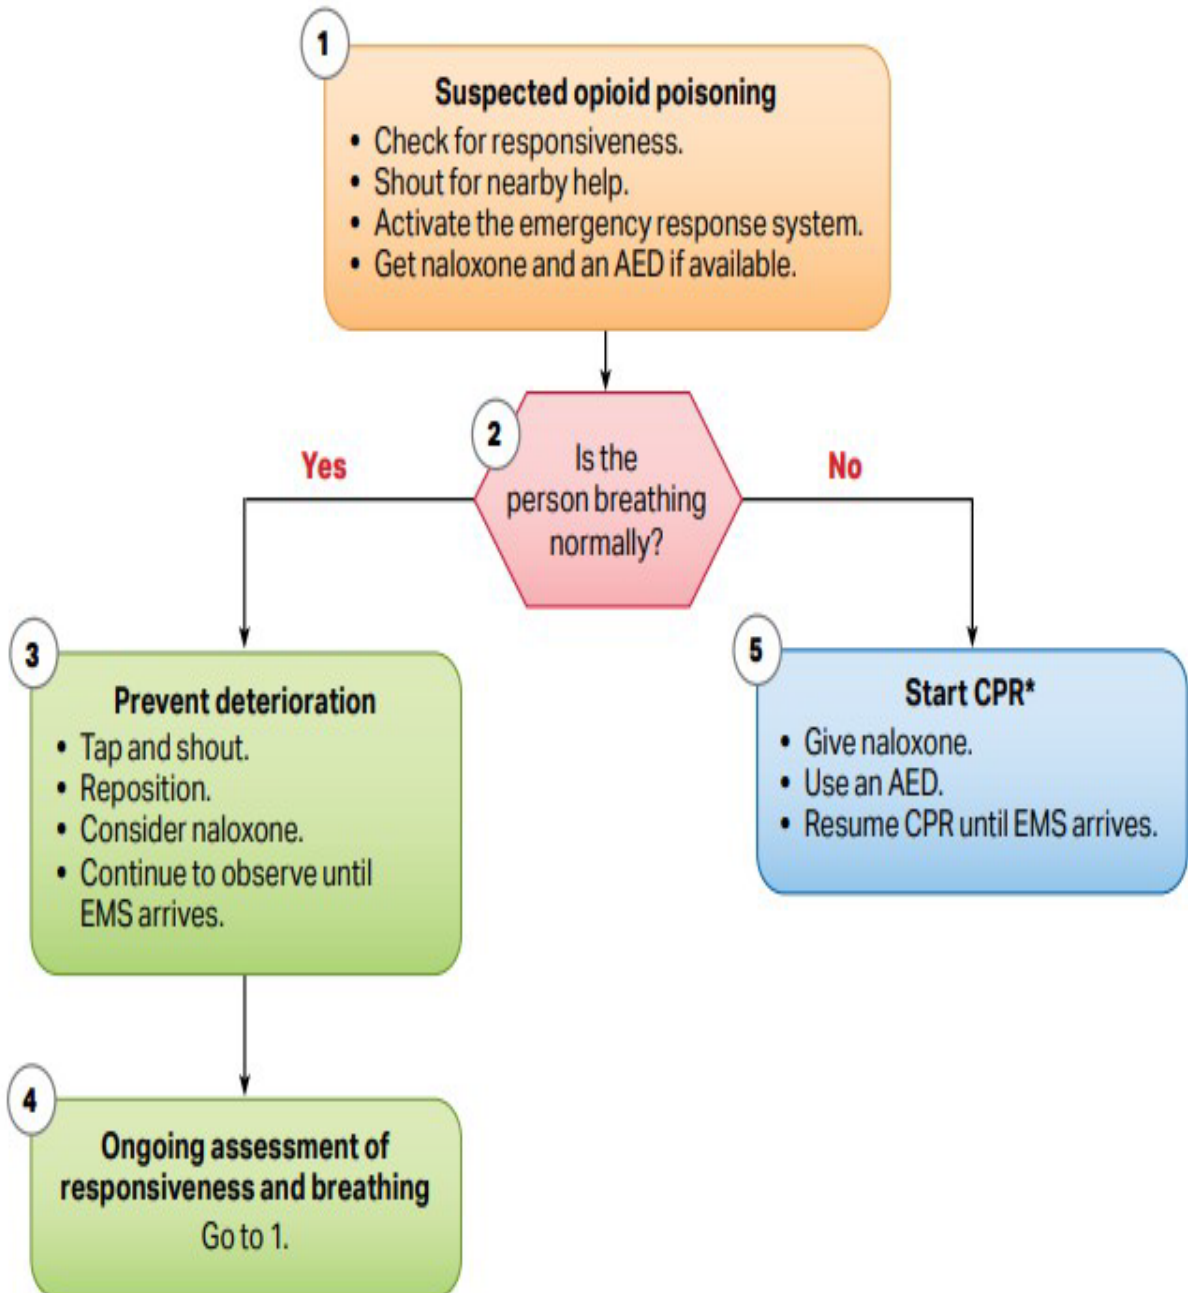 1
Suspected opioid poisoning
• Check for responsiveness.
• Shout for nearby help.
• Activate the emergency response system.
• Get naloxone and an AED if available.
2
Is the
person breathing
normally?
Yes
No
3
Prevent deterioration
• Tap and shout.
• Reposition.
• Consider naloxone.
• Continue to observe until
EMS arrives.
4
Ongoing assessment of
responsiveness and breathing
Go to 1.
5
Start CPR*
• Give naloxone.
• Use an AED.
• Resume CPR until EMS arrives.